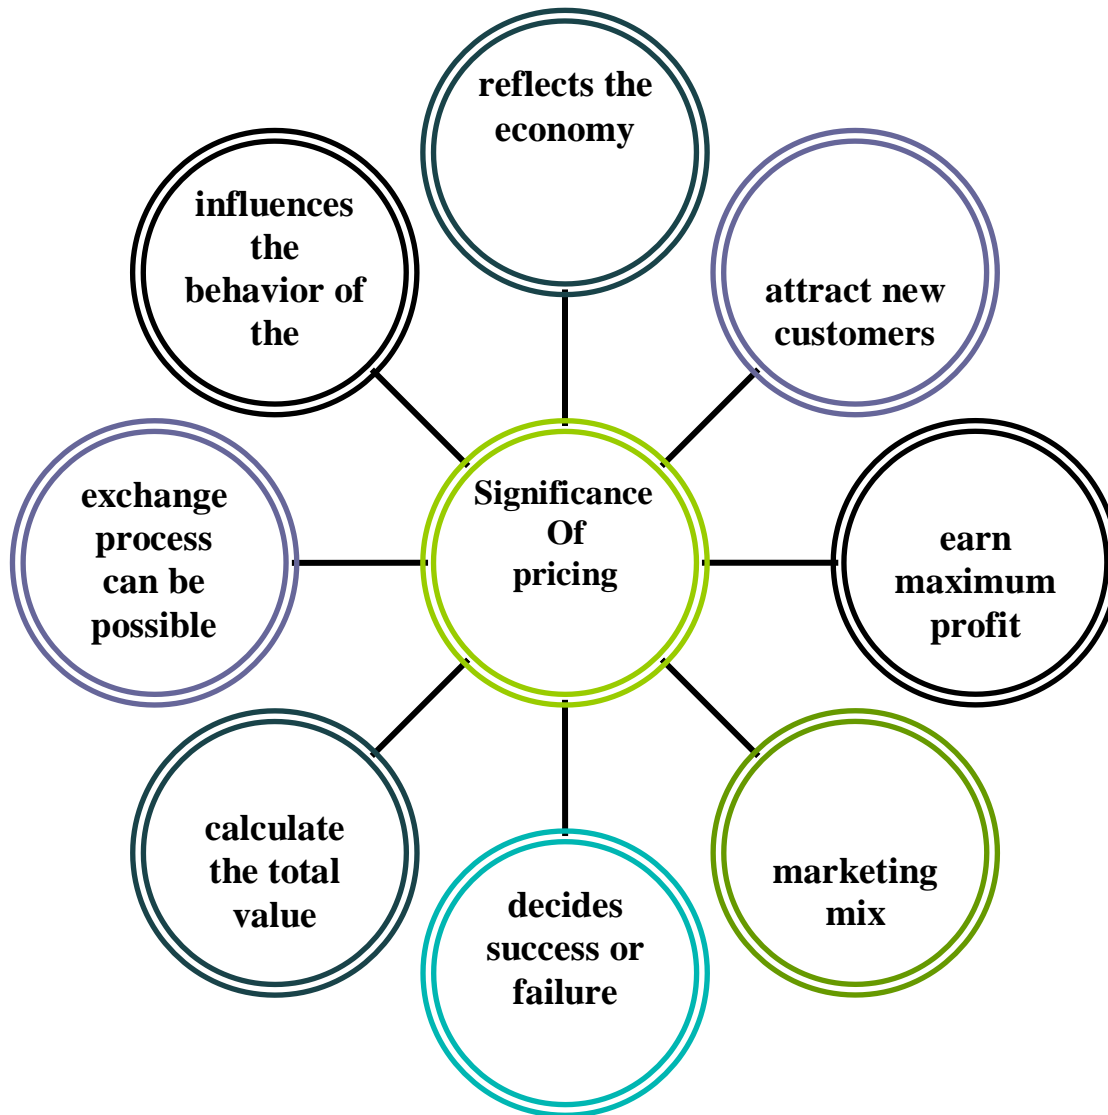 reflects the
economy
attract new
customers
earn
maximum
profit
marketing
mix
decides
success or
failure
calculate
the total
value
exchange
process
can be
possible
influences
the
behavior of
the
Significance
Of
pricing